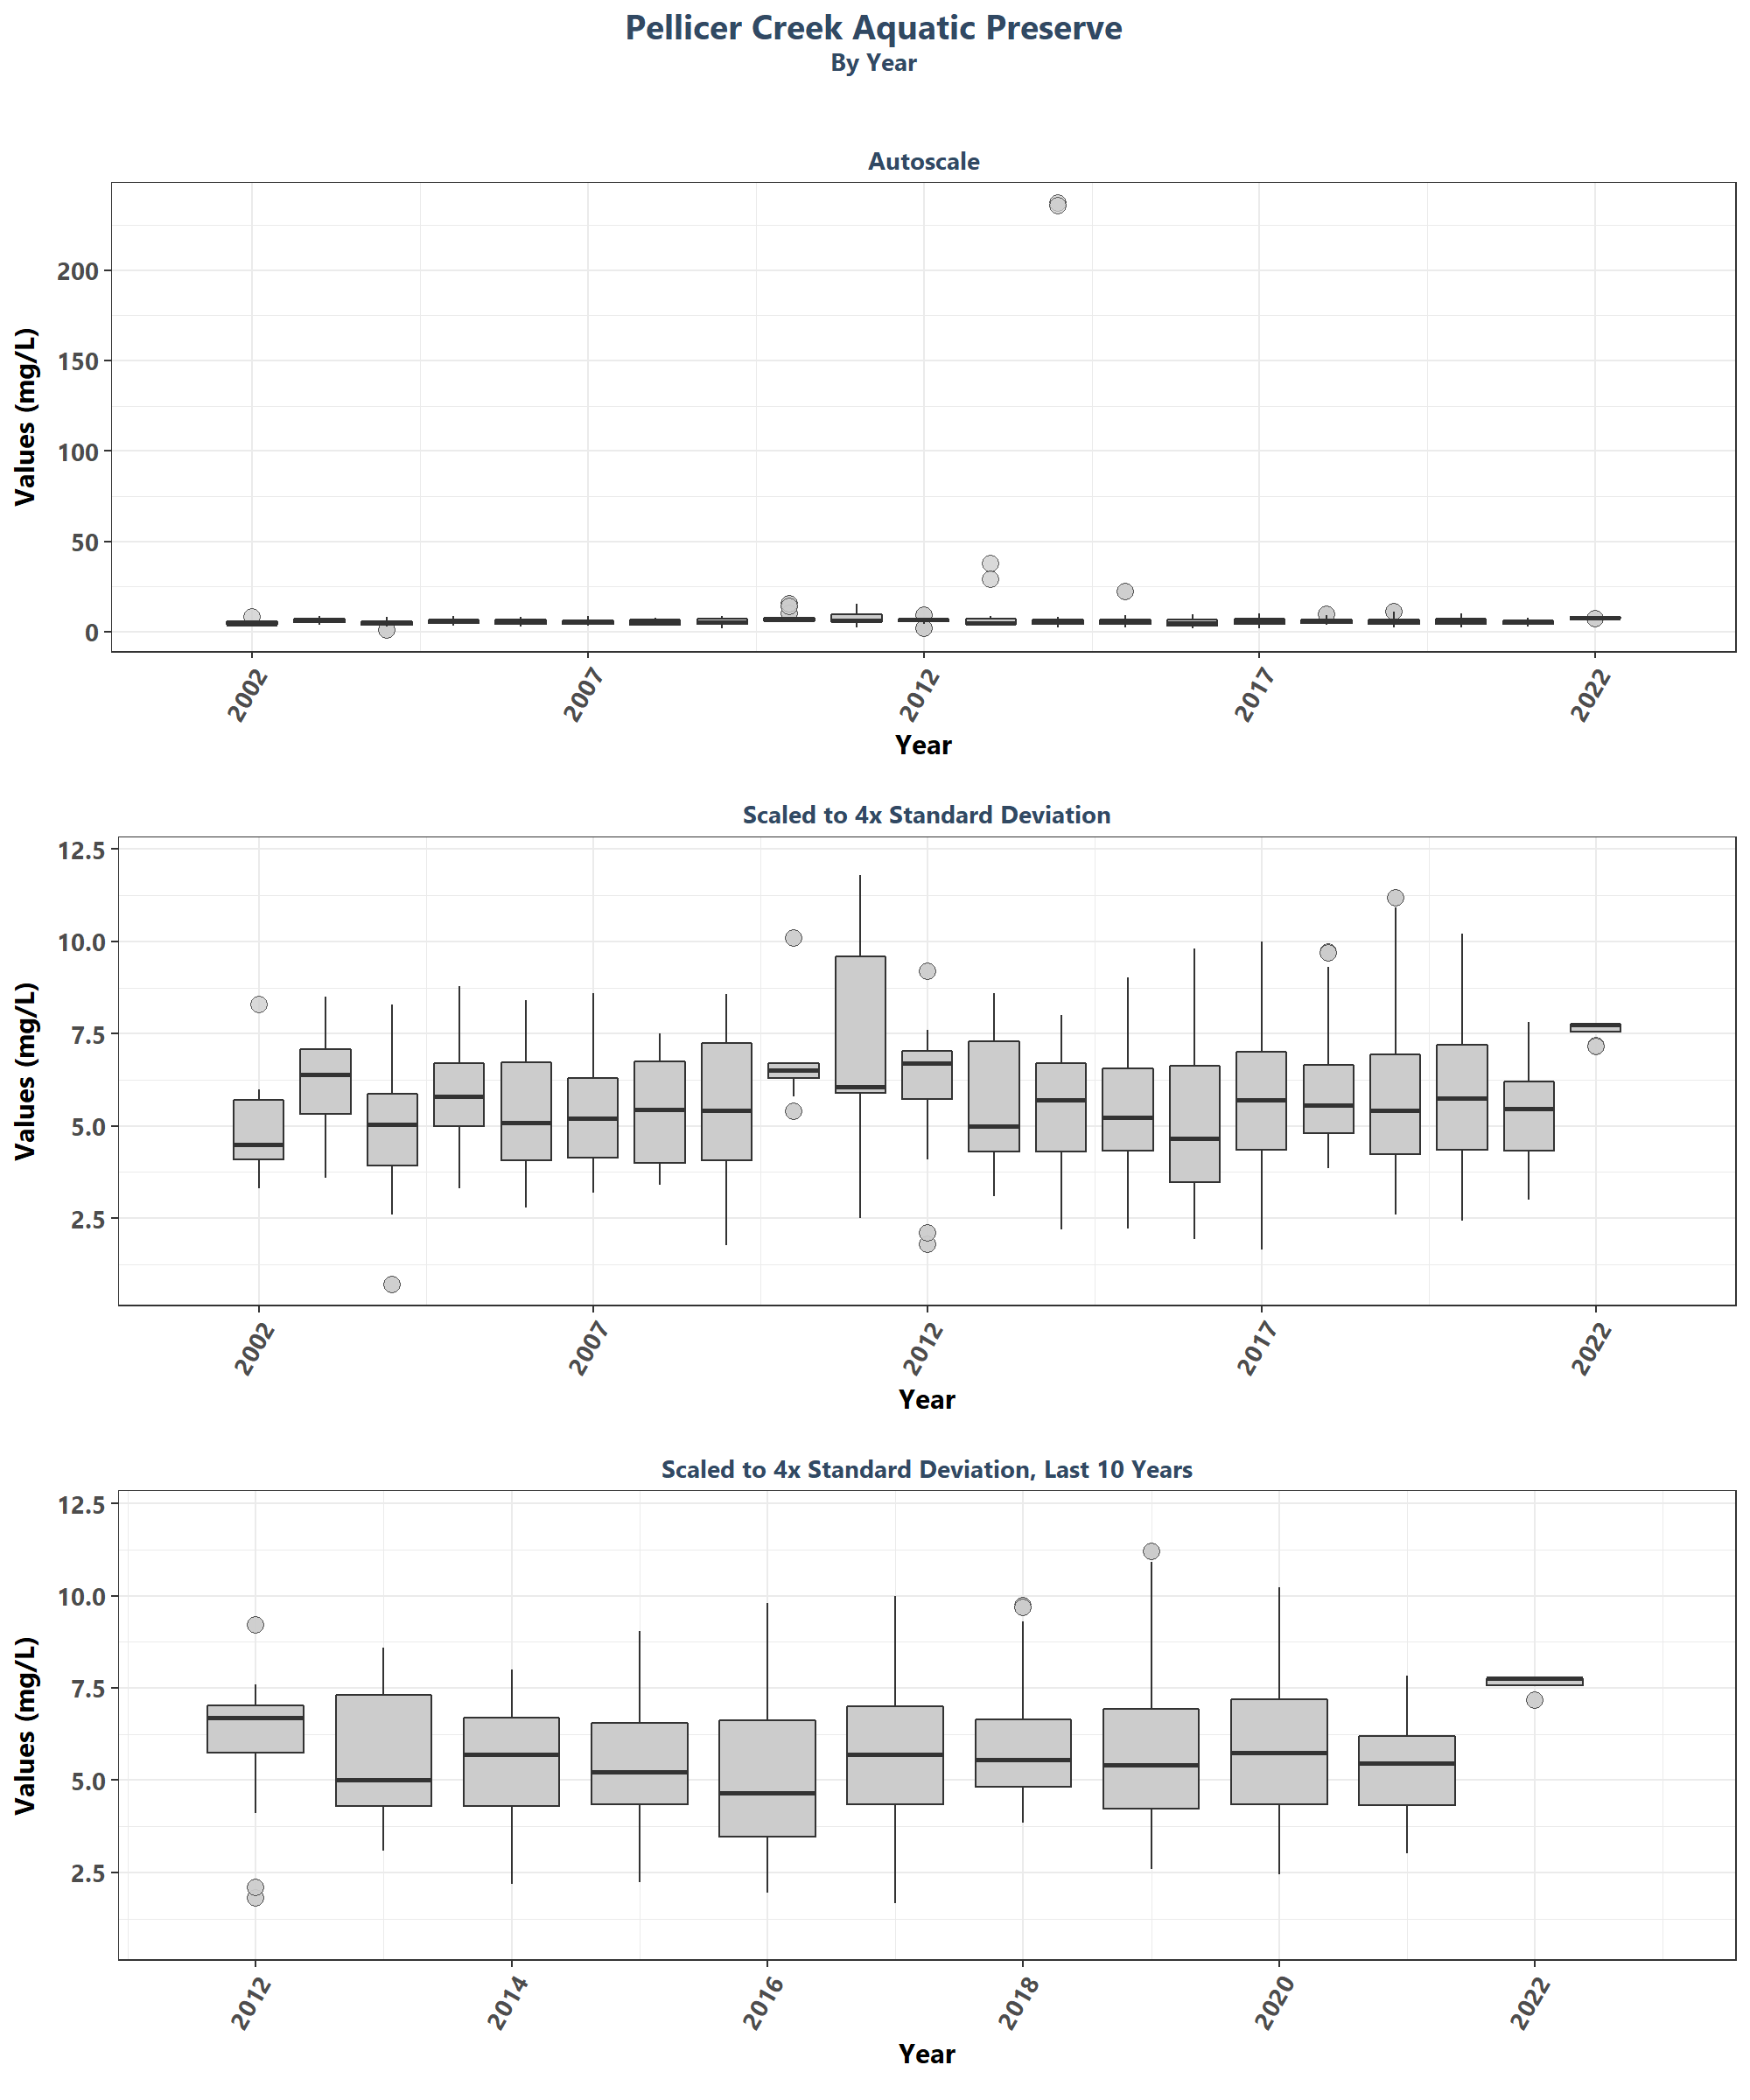 Pellicer Creek Aquatic Preserve
By Year
Autoscale
Values (mg/L)
200
150
100
50
0
2002 2007 2012 2017 2022
Year
Scaled to 4x Standard Deviation
Values (mg/L)
12.5
10.0
7.5
5.0
2.5
2002 2007 2012 2017 2022
Year
Scaled to 4x Standard Deviation, Last 10 Years
Values (mg/L)
12.5
10.0
7.5
5.0
2.5
2012 2014 2016 2018 2020 2022
Year